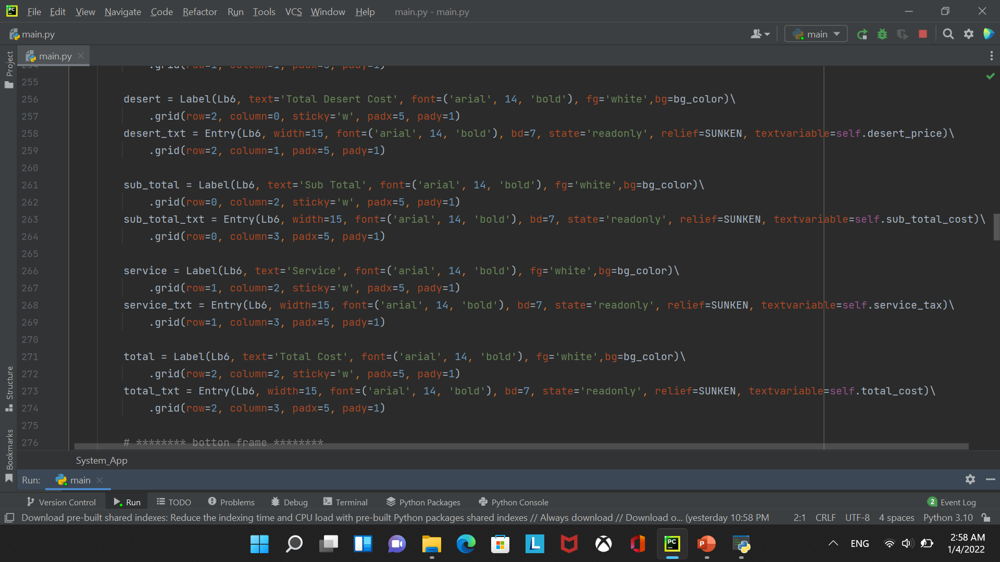 File Edit View Navigate Code Refactor Run Tools VCS Window Help main.py - main.py
main.py
main
main.py
Project
254 .grid(row=1, column=1, padx=5, pady=1)
255
256 desert = Label(Lb6, text='Total Desert Cost', font=('arial', 14, 'bold'), fg='white',bg=bg_color)\
257 .grid(row=2, column=0, sticky='w', padx=5, pady=1)
258 desert_txt = Entry(Lb6, width=15, font=('arial', 14, 'bold'), bd=7, state='readonly', relief=SUNKEN, textvariable=self.desert_price)\
259 .grid(row=2, column=1, padx=5, pady=1)
260
261 sub_total = Label(Lb6, text='Sub Total', font=('arial', 14, 'bold'), fg='white',bg=bg_color)\
262 .grid(row=0, column=2, sticky='w', padx=5, pady=1)
263 sub_total_txt = Entry(Lb6, width=15, font=('arial', 14, 'bold'), bd=7, state='readonly', relief=SUNKEN, textvariable=self.sub_total_cost)\
264 .grid(row=0, column=3, padx=5, pady=1)
265
266 service = Label(Lb6, text='Service', font=('arial', 14, 'bold'), fg='white',bg=bg_color)\
267 .grid(row=1, column=2, sticky='w', padx=5, pady=1)
268 service_txt = Entry(Lb6, width=15, font=('arial', 14, 'bold'), bd=7, state='readonly', relief=SUNKEN, textvariable=self.service_tax)\
269 .grid(row=1, column=3, padx=5, pady=1)
270
271 total = Label(Lb6, text='Total Cost', font=('arial', 14, 'bold'), fg='white',bg=bg_color)\
272 .grid(row=2, column=2, sticky='w', padx=5, pady=1)
273 total_txt = Entry(Lb6, width=15, font=('arial', 14, 'bold'), bd=7, state='readonly', relief=SUNKEN, textvariable=self.total_cost)\
274 .grid(row=2, column=3, padx=5, pady=1)
275
276 # ******** botton frame ********
Structure
Bookmarks
System_App
Run: main
Version Control Run TODO Problems Debug Terminal Python Packages Python Console 2 Event Log
Download pre-built shared indexes: Reduce the indexing time and CPU load with pre-built Python packages shared indexes // Always download // Download o... (yesterday 10:58 PM 2:1 CRLF UTF-8 4 spaces Python 3.10
ENG 2:58 AM
1/4/2022